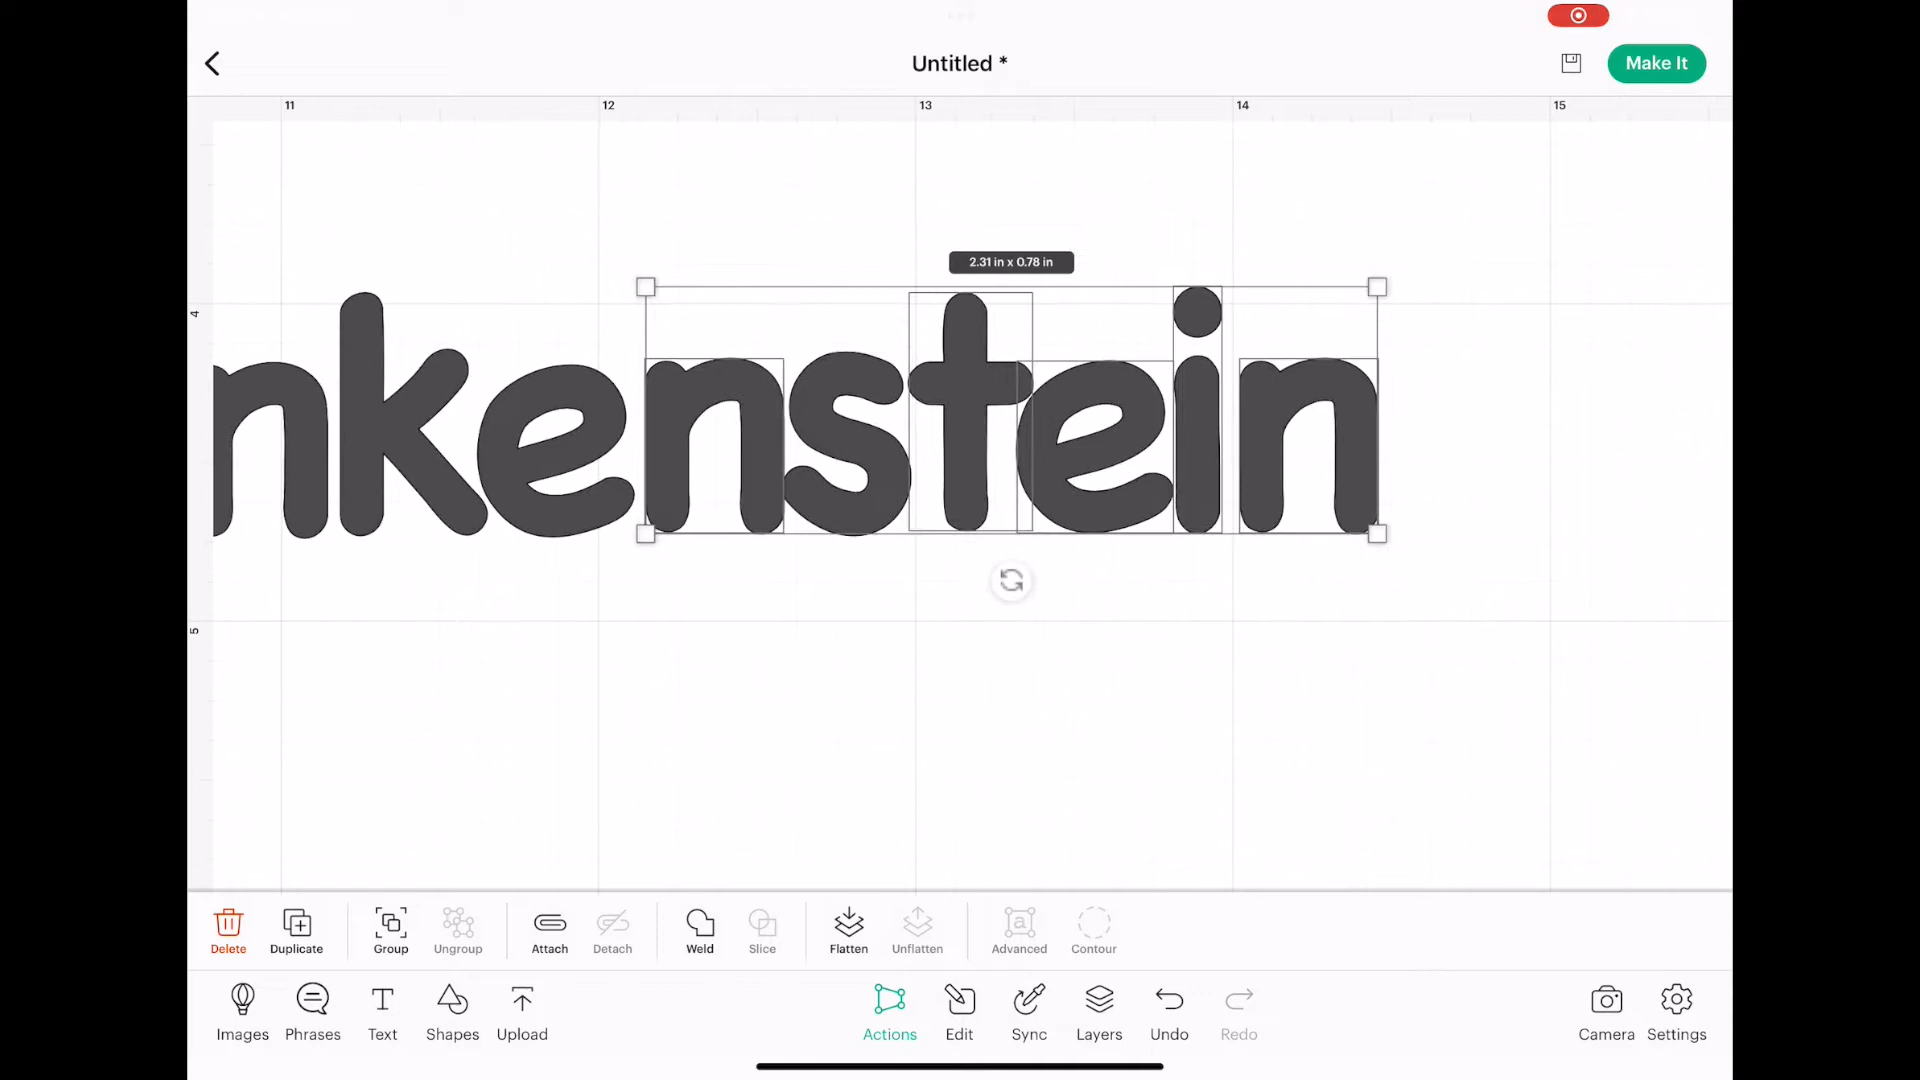 Untitled *
Make It
11 12 13 14 15
2.31 in x 0.78 in
4
nkenstein
5
Delete Duplicate Group Ungroup Attach Detach Weld Slice Flatten Unflatten Advanced Contour
Images Phrases Text Shapes Upload Actions Edit Sync Layers Undo Redo Camera Settings